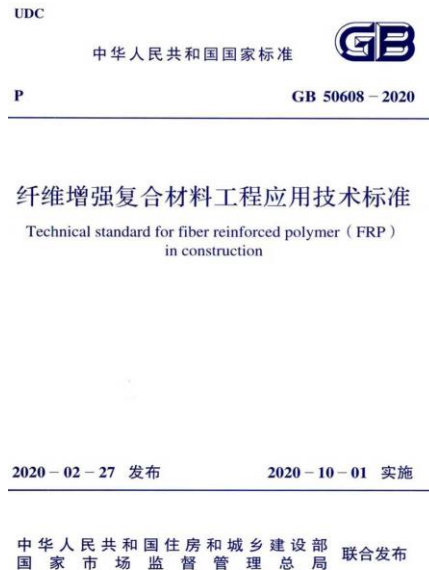 UDC
中华人民共和国国家标准
GB
P
GB 50608-2020
纤维增强复合材料工程应用技术标准
Technical standard for fiber reinforced polymer（FRP）
in construction
2020-02-27 发布
2020-10-01 实施
中华人民共和国住房和城乡建设部
国家市场监督管理总局
联合发布